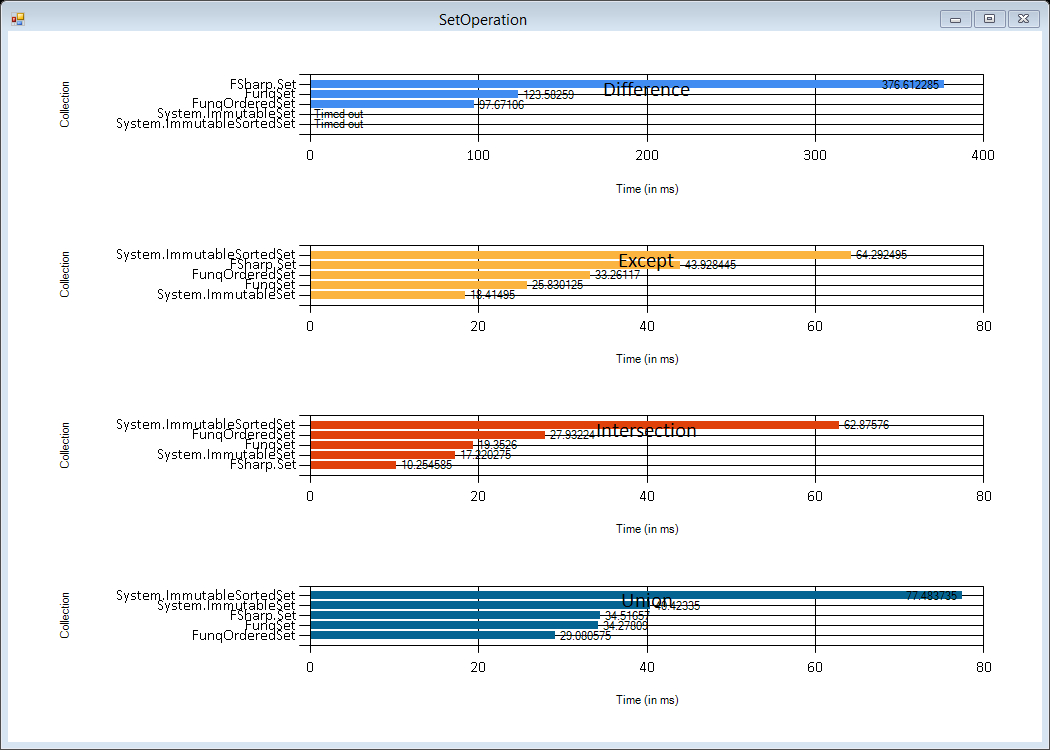 SetOperation
Difference
Collection
FSharp.Set 376.612285
FunqSet 123.58259
FunqOrderedSet 97.67106
System.ImmutableSet Timed out
System.ImmutableSortedSet Timed out
0 100 200 300 400
Time (in ms)
Except
Collection
System.ImmutableSortedSet 64.292495
FSharp.Set 43.928445
FunqOrderedSet 33.26117
FunqSet 25.830125
System.ImmutableSet 18.41495
0 20 40 60 80
Time (in ms)
Intersection
Collection
System.ImmutableSortedSet 62.87576
FunqOrderedSet 27.93224
FunqSet 19.3526
System.ImmutableSet 17.220275
FSharp.Set 10.254585
0 20 40 60 80
Time (in ms)
Union
Collection
System.ImmutableSortedSet 77.483735
System.ImmutableSet
FSharp.Set 34.51657
FunqSet 34.27809
FunqOrderedSet 29.080575
0 20 40 60 80
Time (in ms)